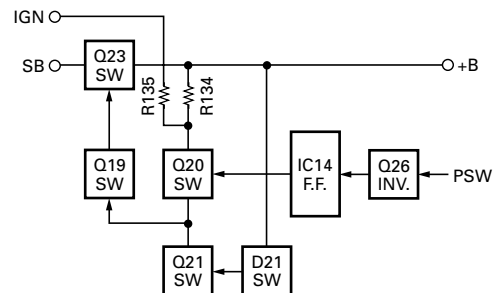 IGN
SB
Q23
SW
R135
R134
+B
Q19
SW
Q20
SW
IC14
F.F.
Q26
INV.
PSW
Q21
SW
D21
SW